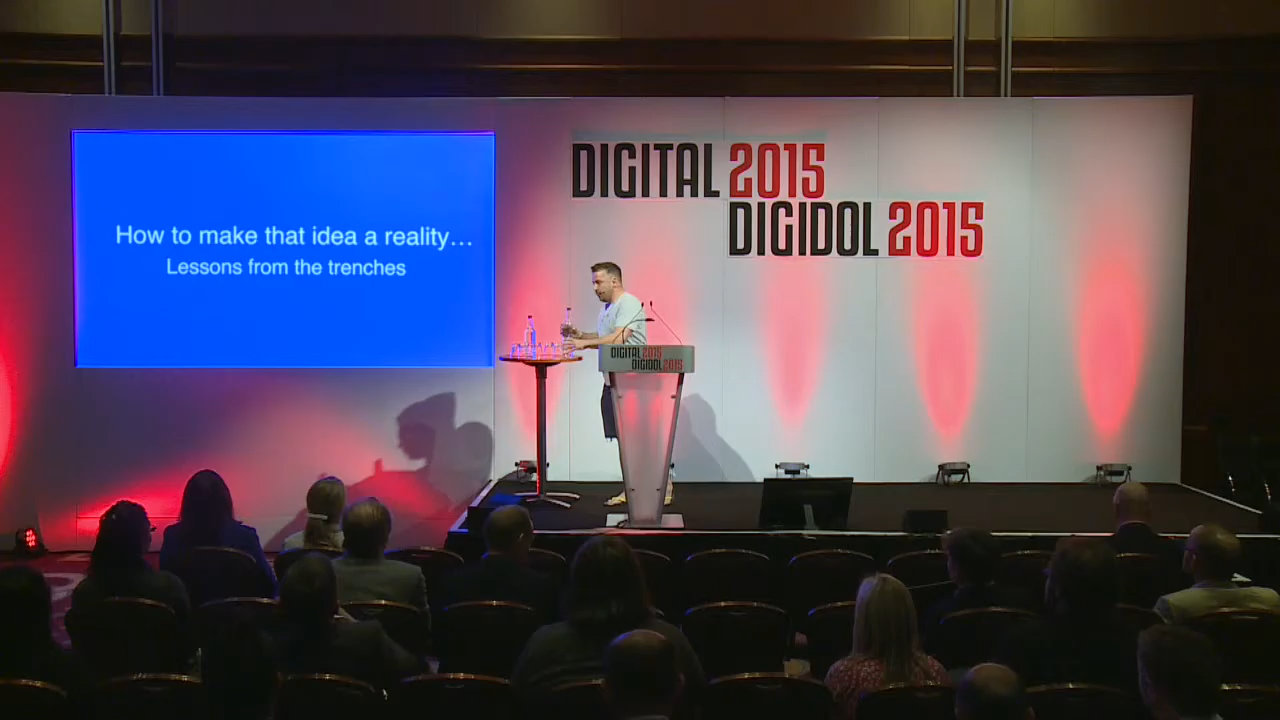 How to make that idea a reality…
Lessons from the trenches
DIGITAL 2015
DIGIDOL 2015
DIGITAL 2015
DIGIDOL 2015